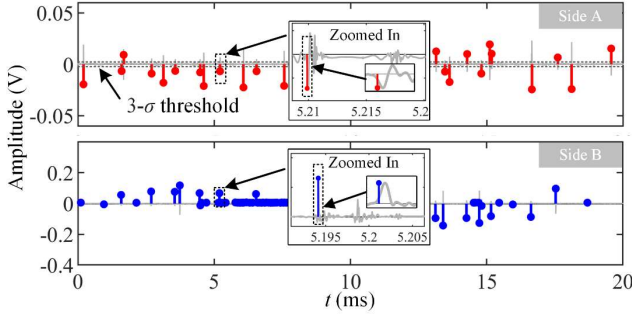 0.05
Side A
Zoomed In
0
5.21
5.215
5.2
3-σ threshold
-0.05
Amplitude (V)
Side B
0.2
Zoomed In
0
5.195
5.2
5.205
-0.2
-0.4
0
5
10
15
20
t (ms)